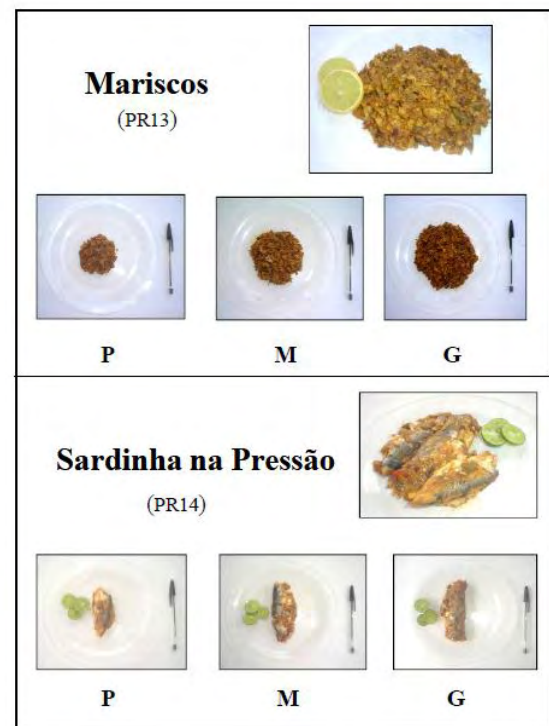 Mariscos
(PR13)
P M G
Sardinha na Pressão
(PR14)
P M G